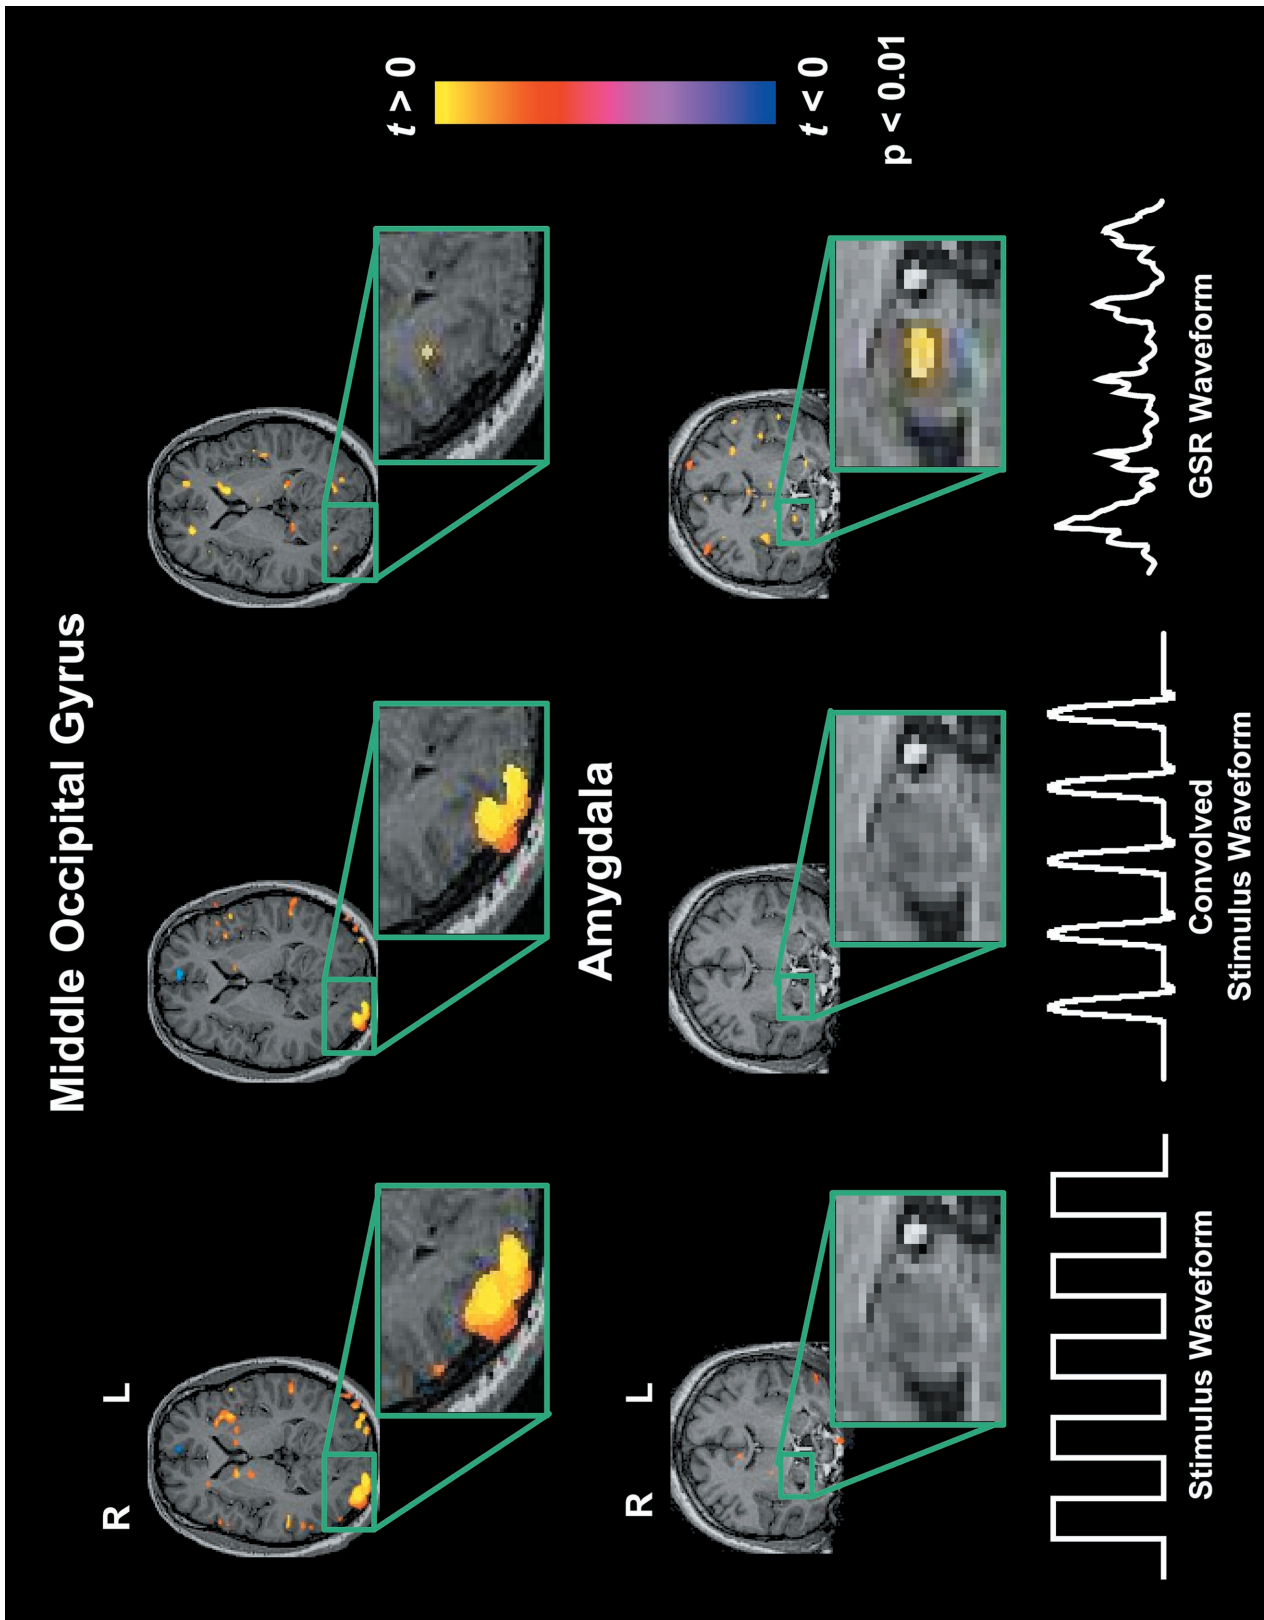 Middle Occipital Gyrus
R L
t > 0
t < 0
p < 0.01
Amygdala
R L
Stimulus Waveform
Convolved
Stimulus Waveform
GSR Waveform